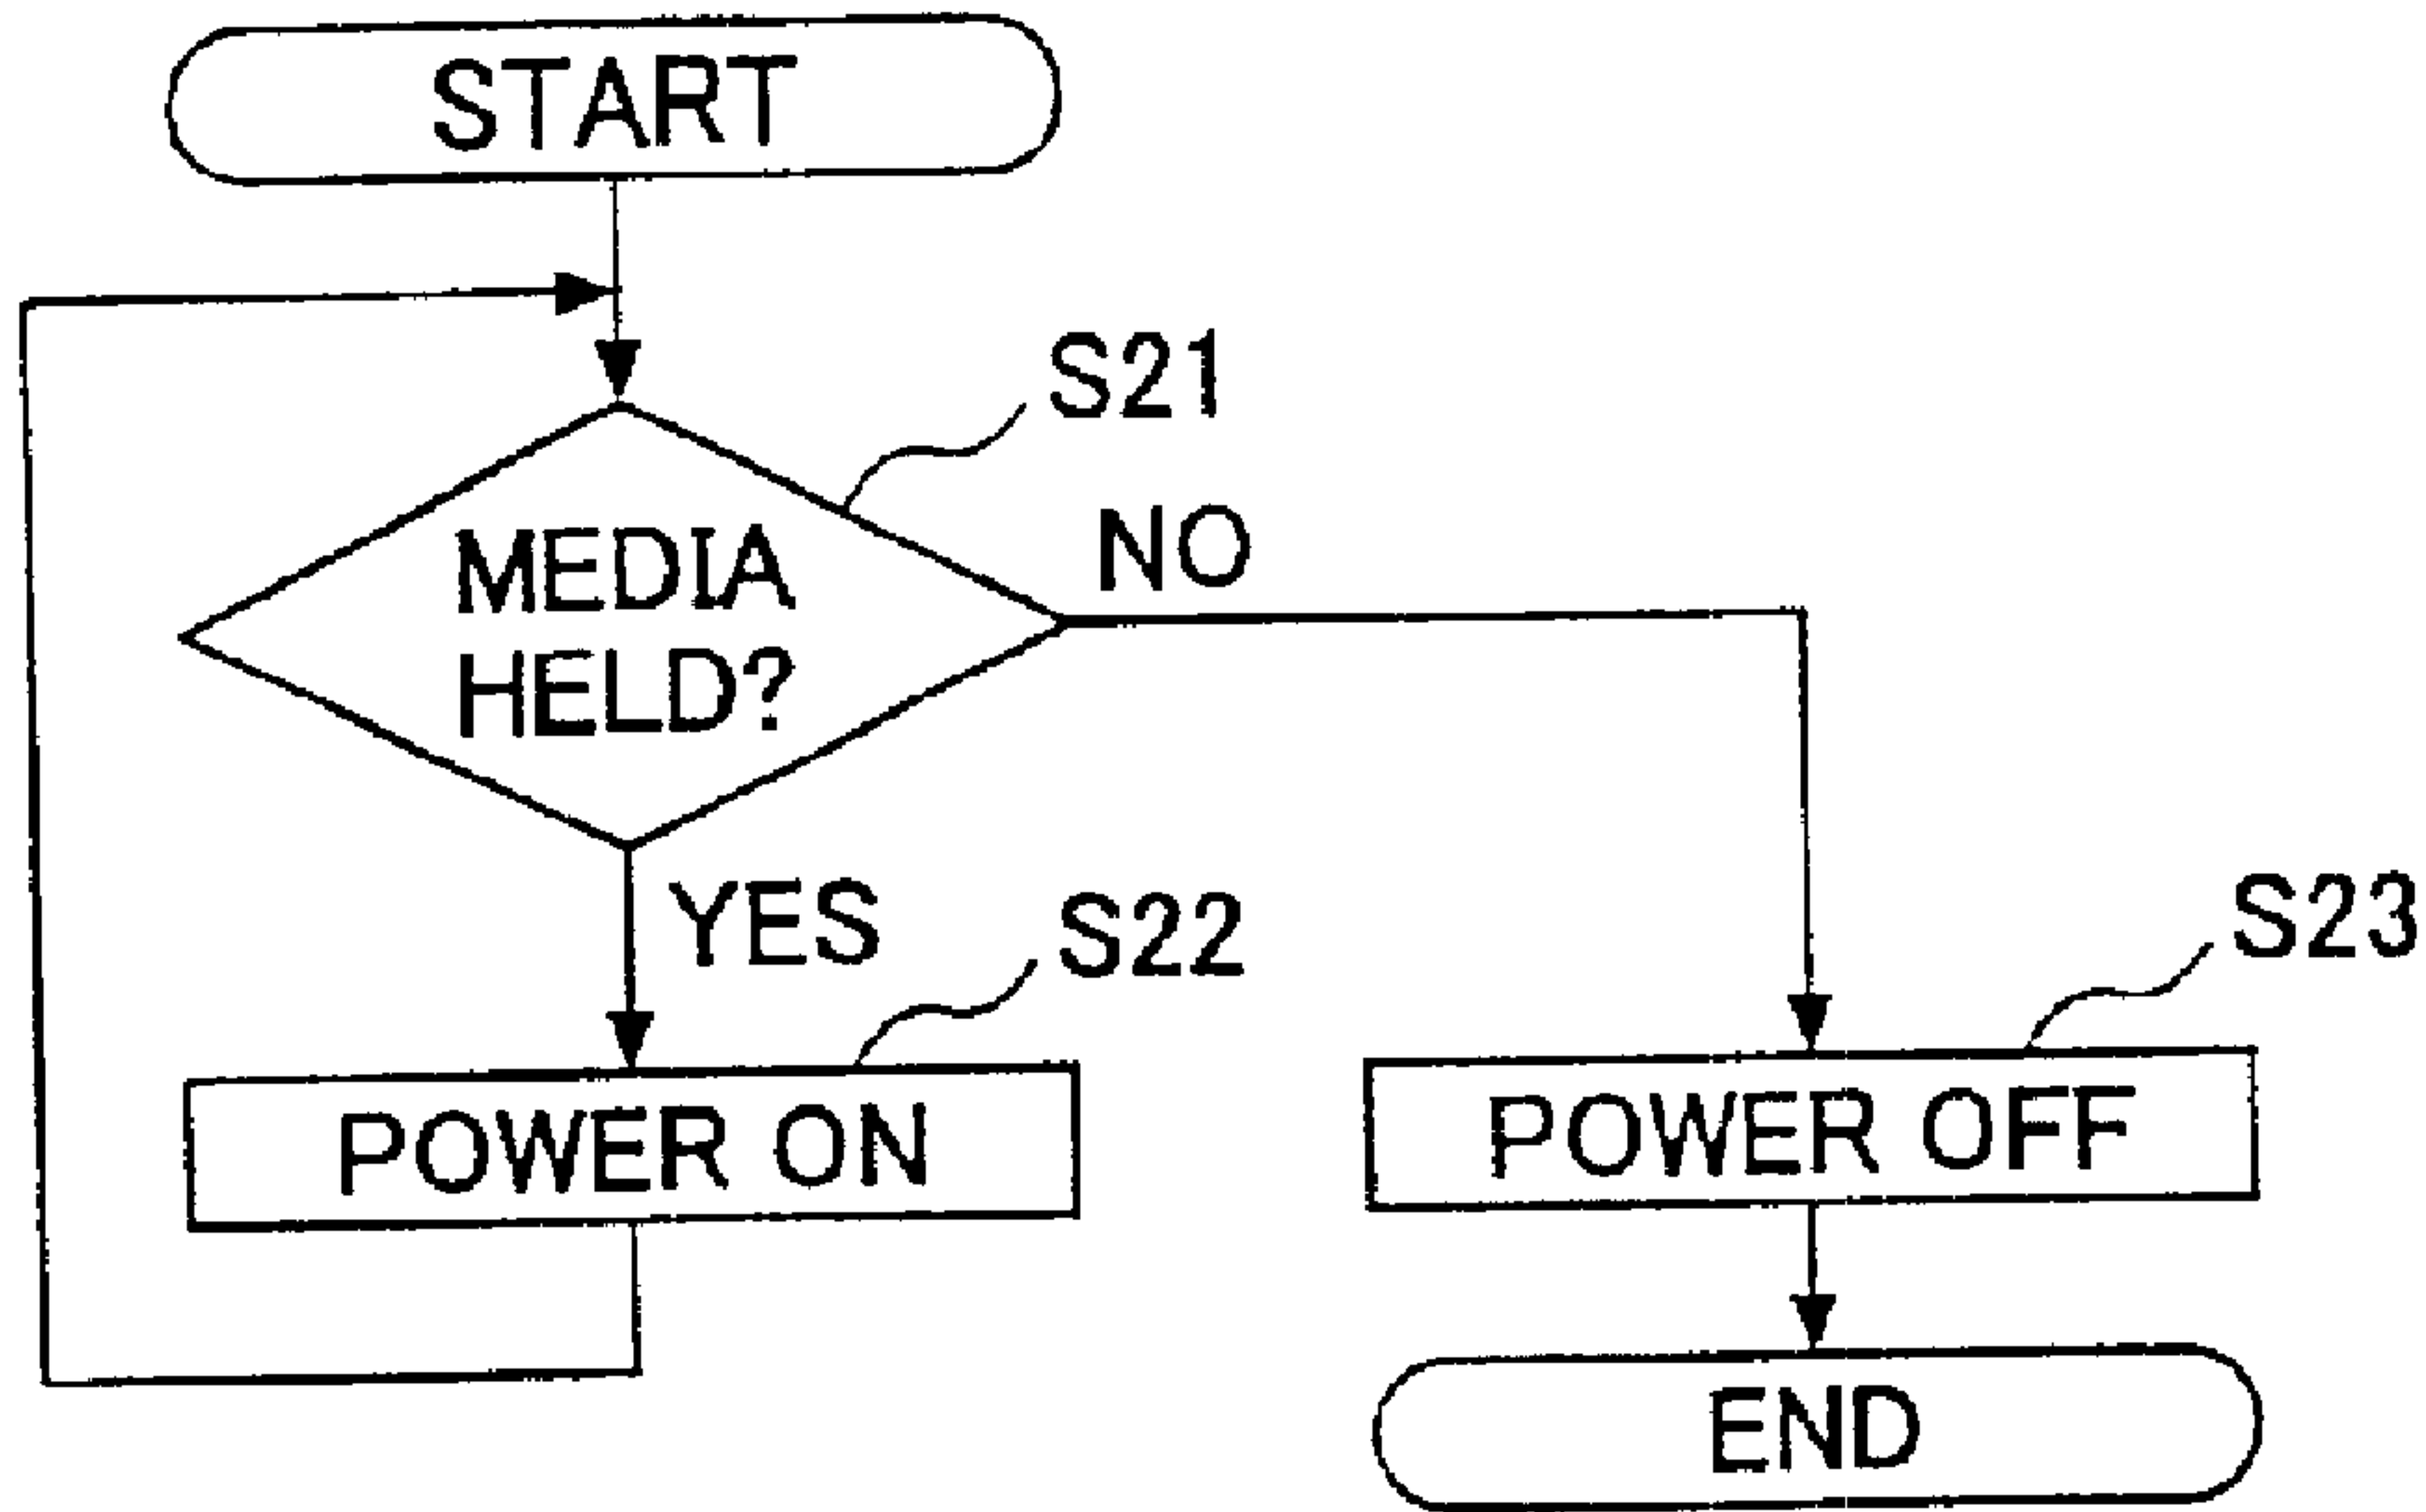 START
S21
NO
MEDIA
HELD?
YES
S22
S23
POWER ON
POWER OFF
END